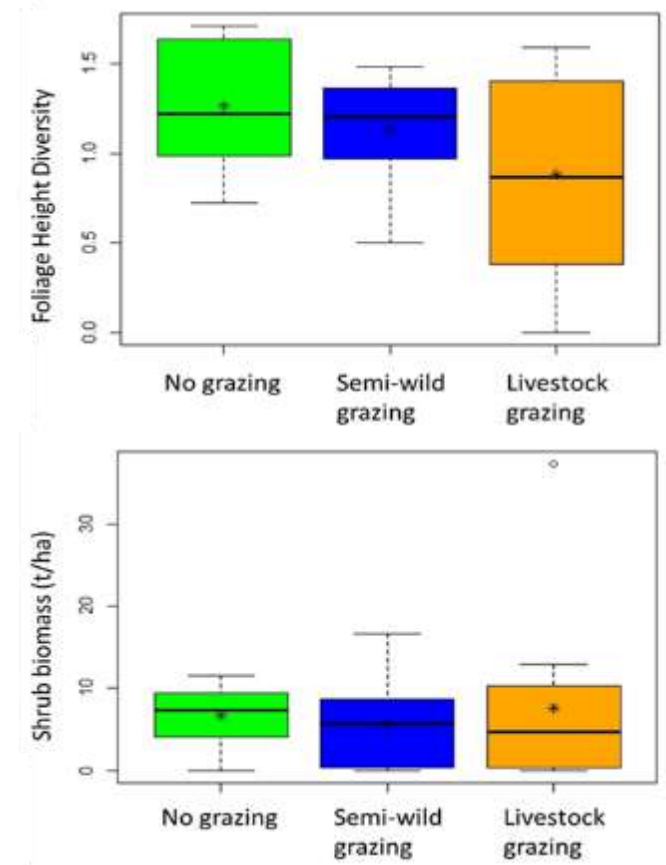 Foliage Height Diversity
1.5
1.0
0.5
0.0
No grazing
Semi-wild
grazing
Livestock
grazing
Shrub biomass (t/ha)
30
20
10
0
No grazing
Semi-wild
grazing
Livestock
grazing